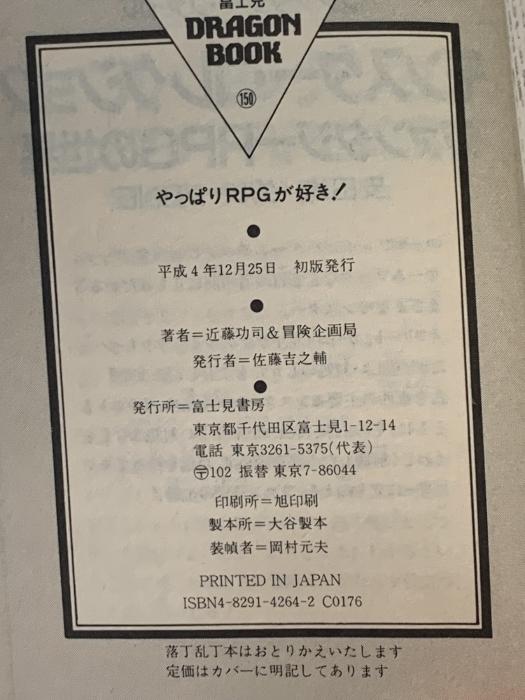 富士見
DRAGON
BOOK
150
やっぱりRPGが好き!
平成4年12月25日 初版発行
著者=近藤功司&冒険企画局
発行者=佐藤吉之輔
発行所=富士見書房
東京都千代田区富士見1-12-14
電話 東京3261-5375(代表)
〶102 振替 東京7-86044
印刷所=旭印刷
製本所=大谷製本
装幀者=岡村元夫
PRINTED IN JAPAN
ISBN4-8291-4264-2 C0176
落丁乱丁本はおとりかえいたします
定価はカバーに明記してあります